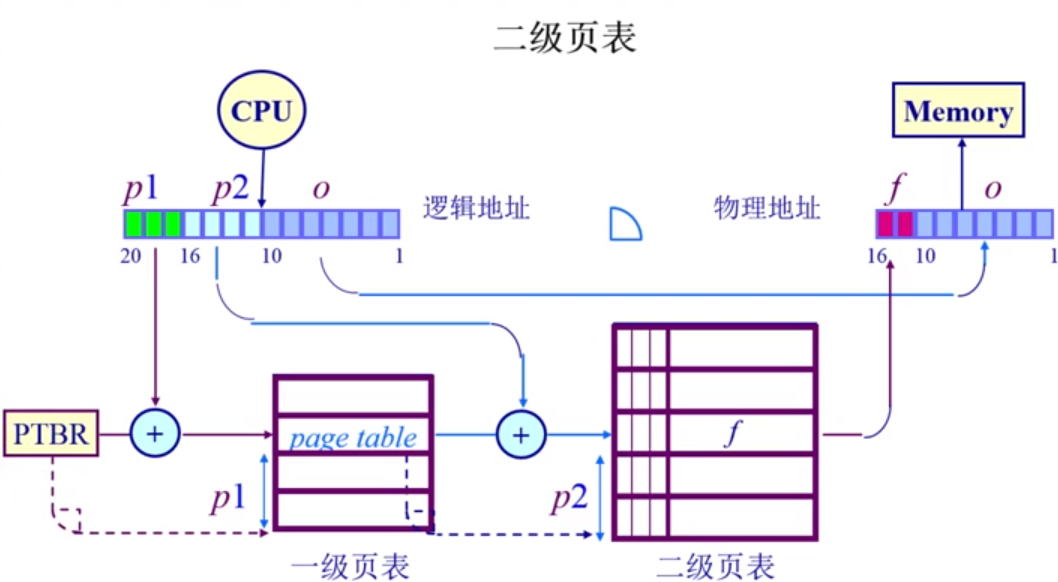 二级页表
CPU
Memory
p1 p2 o
逻辑地址
物理地址
f o
20 16 10 1
16 10 1
PTBR
+
page table
+
f
p1
p2
一级页表
二级页表